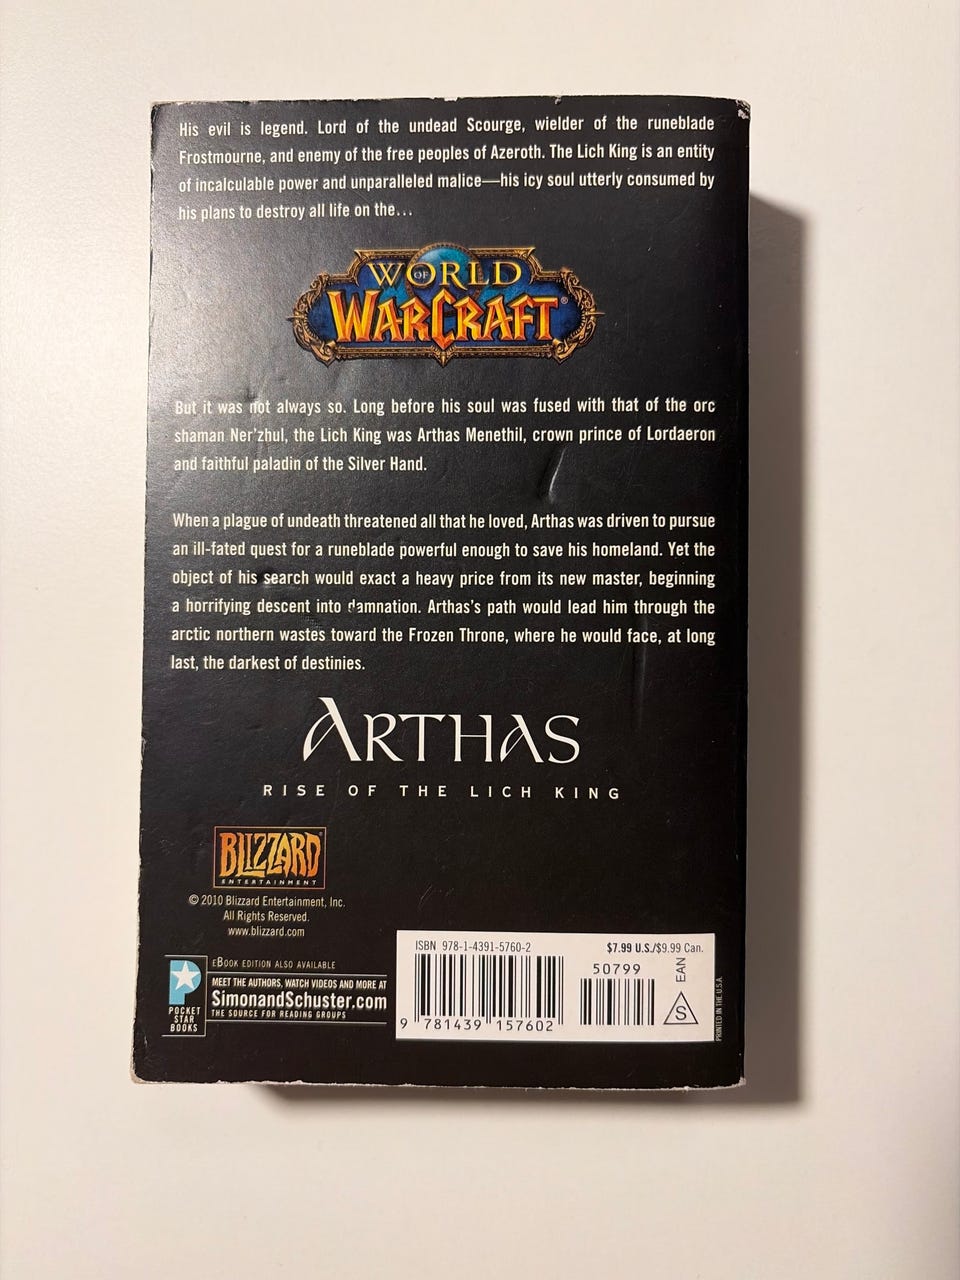 His evil is legend. Lord of the undead Scourge, wielder of the runeblade
Frostmourne, and enemy of the free peoples of Azeroth. The Lich King is an entity
of incalculable power and unparalleled malice—his icy soul utterly consumed by
his plans to destroy all life on the...
WORLD
OF
WARCRAFT®
But it was not always so. Long before his soul was fused with that of the orc
shaman Ner'zhul, the Lich King was Arthas Menethil, crown prince of Lordaeron
and faithful paladin of the Silver Hand.
When a plague of undeath threatened all that he loved, Arthas was driven to pursue
an ill-fated quest for a runeblade powerful enough to save his homeland. Yet the
object of his search would exact a heavy price from its new master, beginning
a horrifying descent into damnation. Arthas's path would lead him through the
arctic northern wastes toward the Frozen Throne, where he would face, at long
last, the darkest of destinies.
ARTHAS
RISE OF THE LICH KING
BLIZZARD
ENTERTAINMENT
© 2010 Blizzard Entertainment, Inc.
All Rights Reserved.
www.blizzard.com
EBOOK EDITION ALSO AVAILABLE
MEET THE AUTHORS, WATCH VIDEOS AND MORE AT
SimonandSchuster.com
THE SOURCE FOR READING GROUPS
P
POCKET
STAR
BOOKS
ISBN 978-1-4391-5760-2
$7.99 U.S./$9.99 Can.
50799
EAN
S
9 781439 157602
PRINTED IN THE U.S.A.